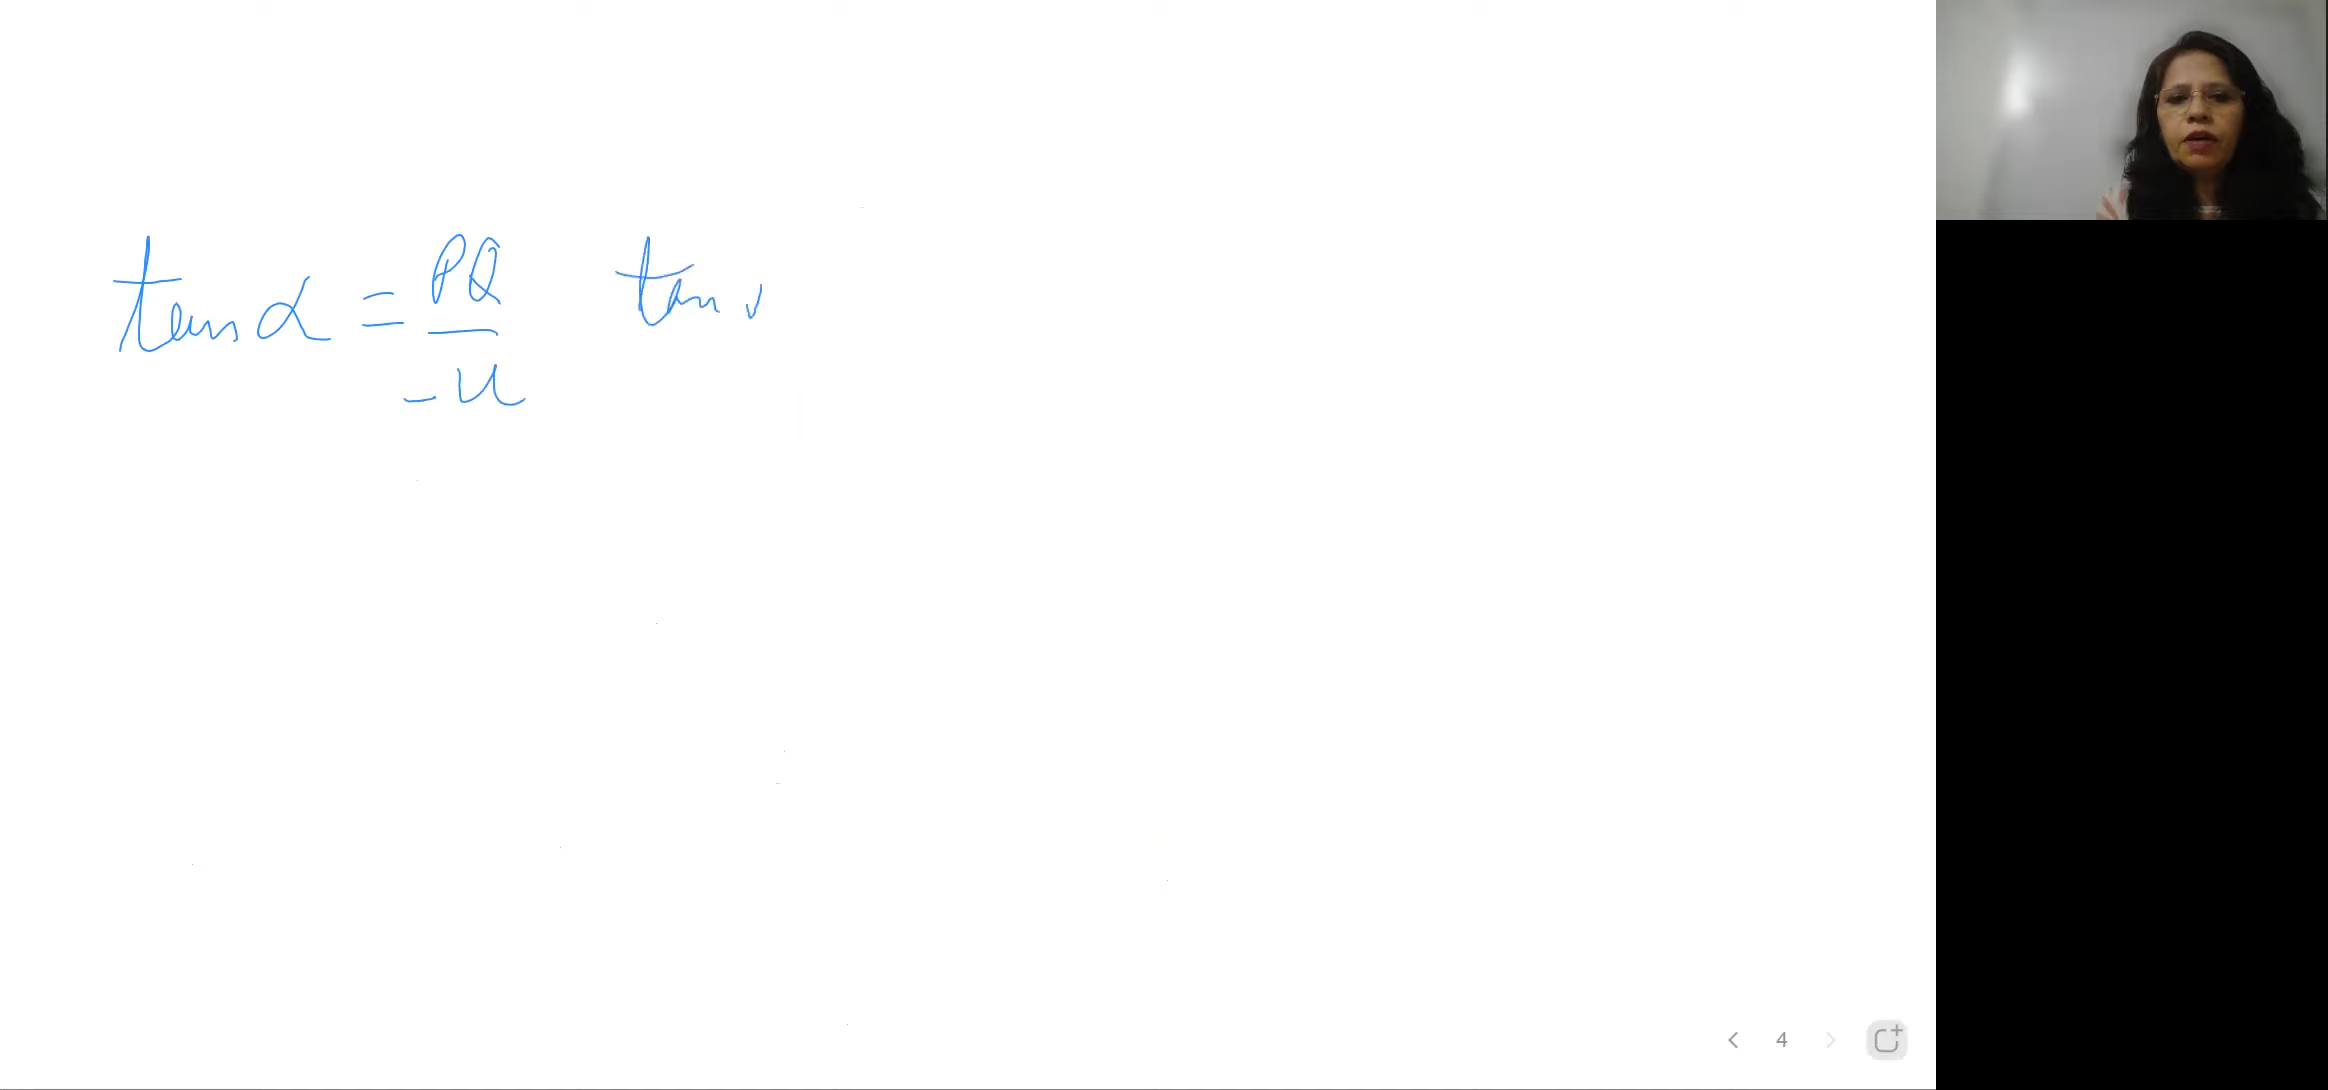 tan α = PQ tan
-u
4